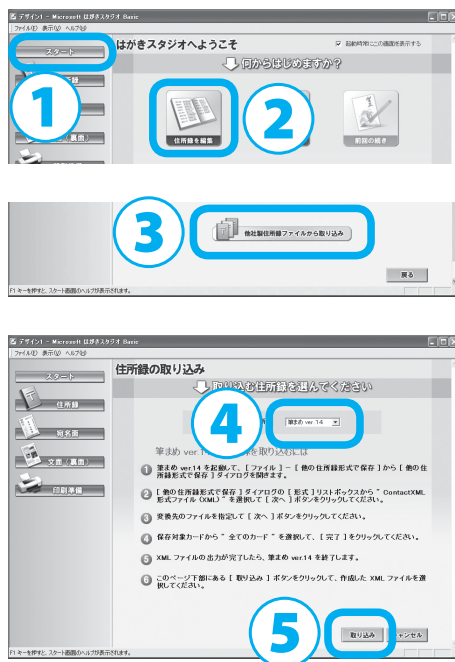 デザイン1 - Microsoft はがきスタジオ Basic
ファイル(F) 表示(V) ヘルプ(H)
スタート
はがきスタジオへようこそ
起動時常にこの画面を表示する
何からはじめますか?
1
2
住所録を編集
前回の続き
(裏面)
3
他社製住所録ファイルから取り込み
戻る
F1 キーを押すと、スタート画面のヘルプが表示されます。
デザイン1 - Microsoft はがきスタジオ Basic
ファイル(F) 表示(V) ヘルプ(H)
スタート
住所録の取り込み
取り込む住所録を選んでください
住所録
宛名面
文面(裏面)
印刷準備
4
筆まめ ver.14
筆まめ ver.1
を取り込むには
1 筆まめ ver.14 を起動して、[ ファイル ] - [ 他の住所録形式で保存 ] から [ 他の住
所録形式で保存 ] ダイアログを開きます。
2 [ 他の住所録形式で保存 ] ダイアログの [ 形式 ] リストボックスから " ContactXML
形式ファイル (XML) " を選択して [ 次へ ] ボタンをクリックしてください。
3 変換先のファイルを指定して [ 次へ ] ボタンをクリックしてください。
4 保存対象カードから " 全てのカード " を選択して、[ 完了 ] をクリックしてください。
5 XML ファイルの出力が完了したら、筆まめ ver.14 を終了します。
6 このページ下部にある [ 取り込み ] ボタンをクリックして、作成した XML ファイルを選
択してください。
5
取り込み
キャンセル
F1 キーを押すと、スタート画面のヘルプが表示されます。